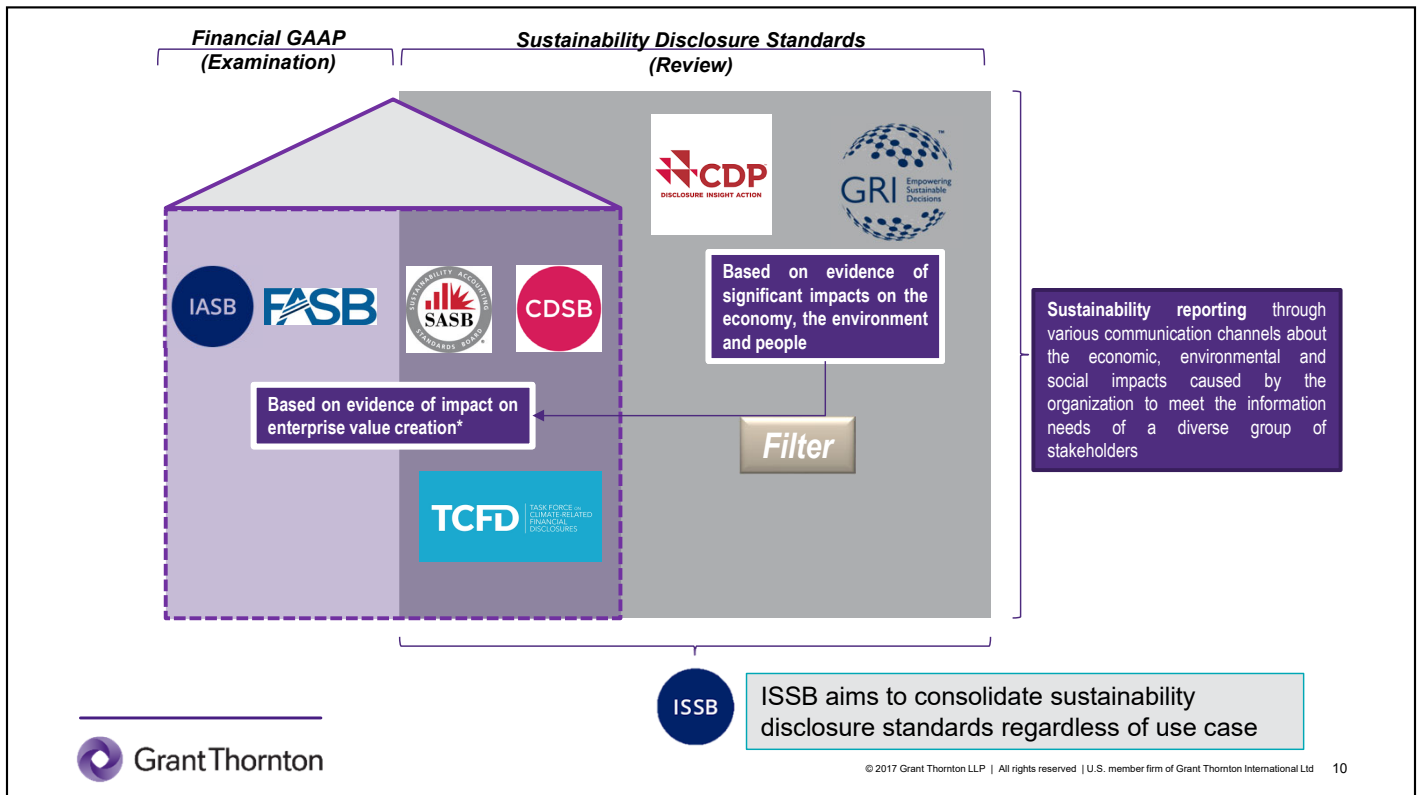 Financial GAAP
(Examination)
Sustainability Disclosure Standards
(Review)
CDP
DISCLOSURE INSIGHT ACTION
GRI
Empowering
Sustainable
Decisions
™
IASB
FASB
SUSTAINABILITY ACCOUNTING
SASB
STANDARDS BOARD
®
CDSB
Based on evidence of
significant impacts on the
economy, the environment
and people
Based on evidence of impact on
enterprise value creation*
Filter
Sustainability reporting through
various communication channels about
the economic, environmental and
social impacts caused by the
organization to meet the information
needs of a diverse group of
stakeholders
TCFD
TASK FORCE ON
CLIMATE-RELATED
FINANCIAL
DISCLOSURES
ISSB
ISSB aims to consolidate sustainability
disclosure standards regardless of use case
Grant Thornton
© 2017 Grant Thornton LLP | All rights reserved | U.S. member firm of Grant Thornton International Ltd 10